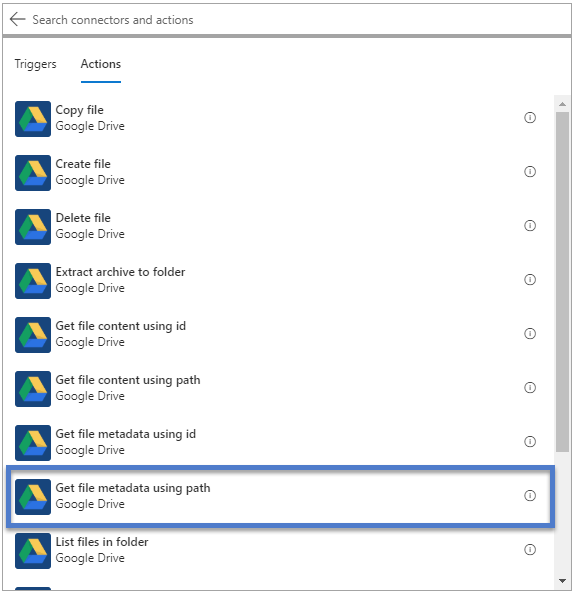 Search connectors and actions
Triggers
Actions
Copy file
Google Drive
Create file
Google Drive
Delete file
Google Drive
Extract archive to folder
Google Drive
Get file content using id
Google Drive
Get file content using path
Google Drive
Get file metadata using id
Google Drive
Get file metadata using path
Google Drive
List files in folder
Google Drive